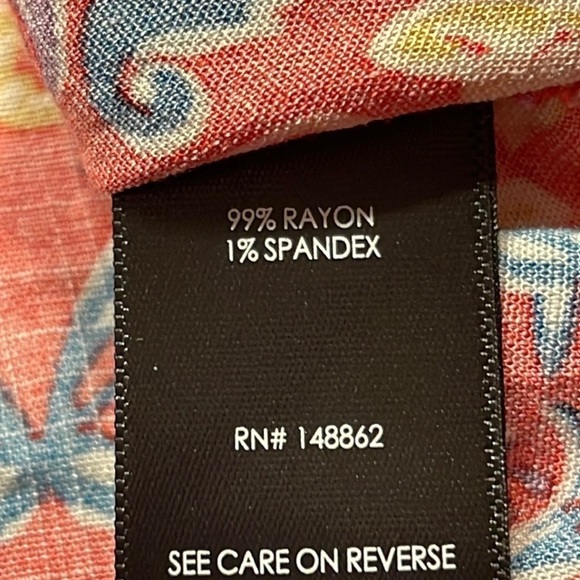 99% RAYON
1% SPANDEX
RN# 148862
SEE CARE ON REVERSE